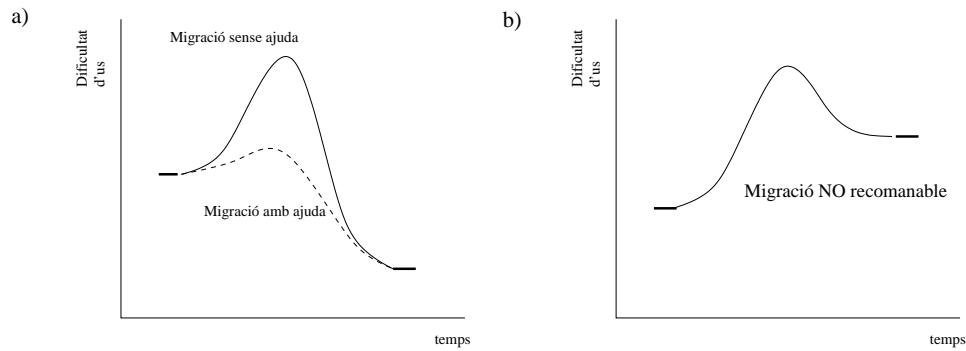 a)
Dificultat
d'us
Migració sense ajuda
Migració amb ajuda
temps
b)
Dificultat
d'us
Migració NO recomanable
temps